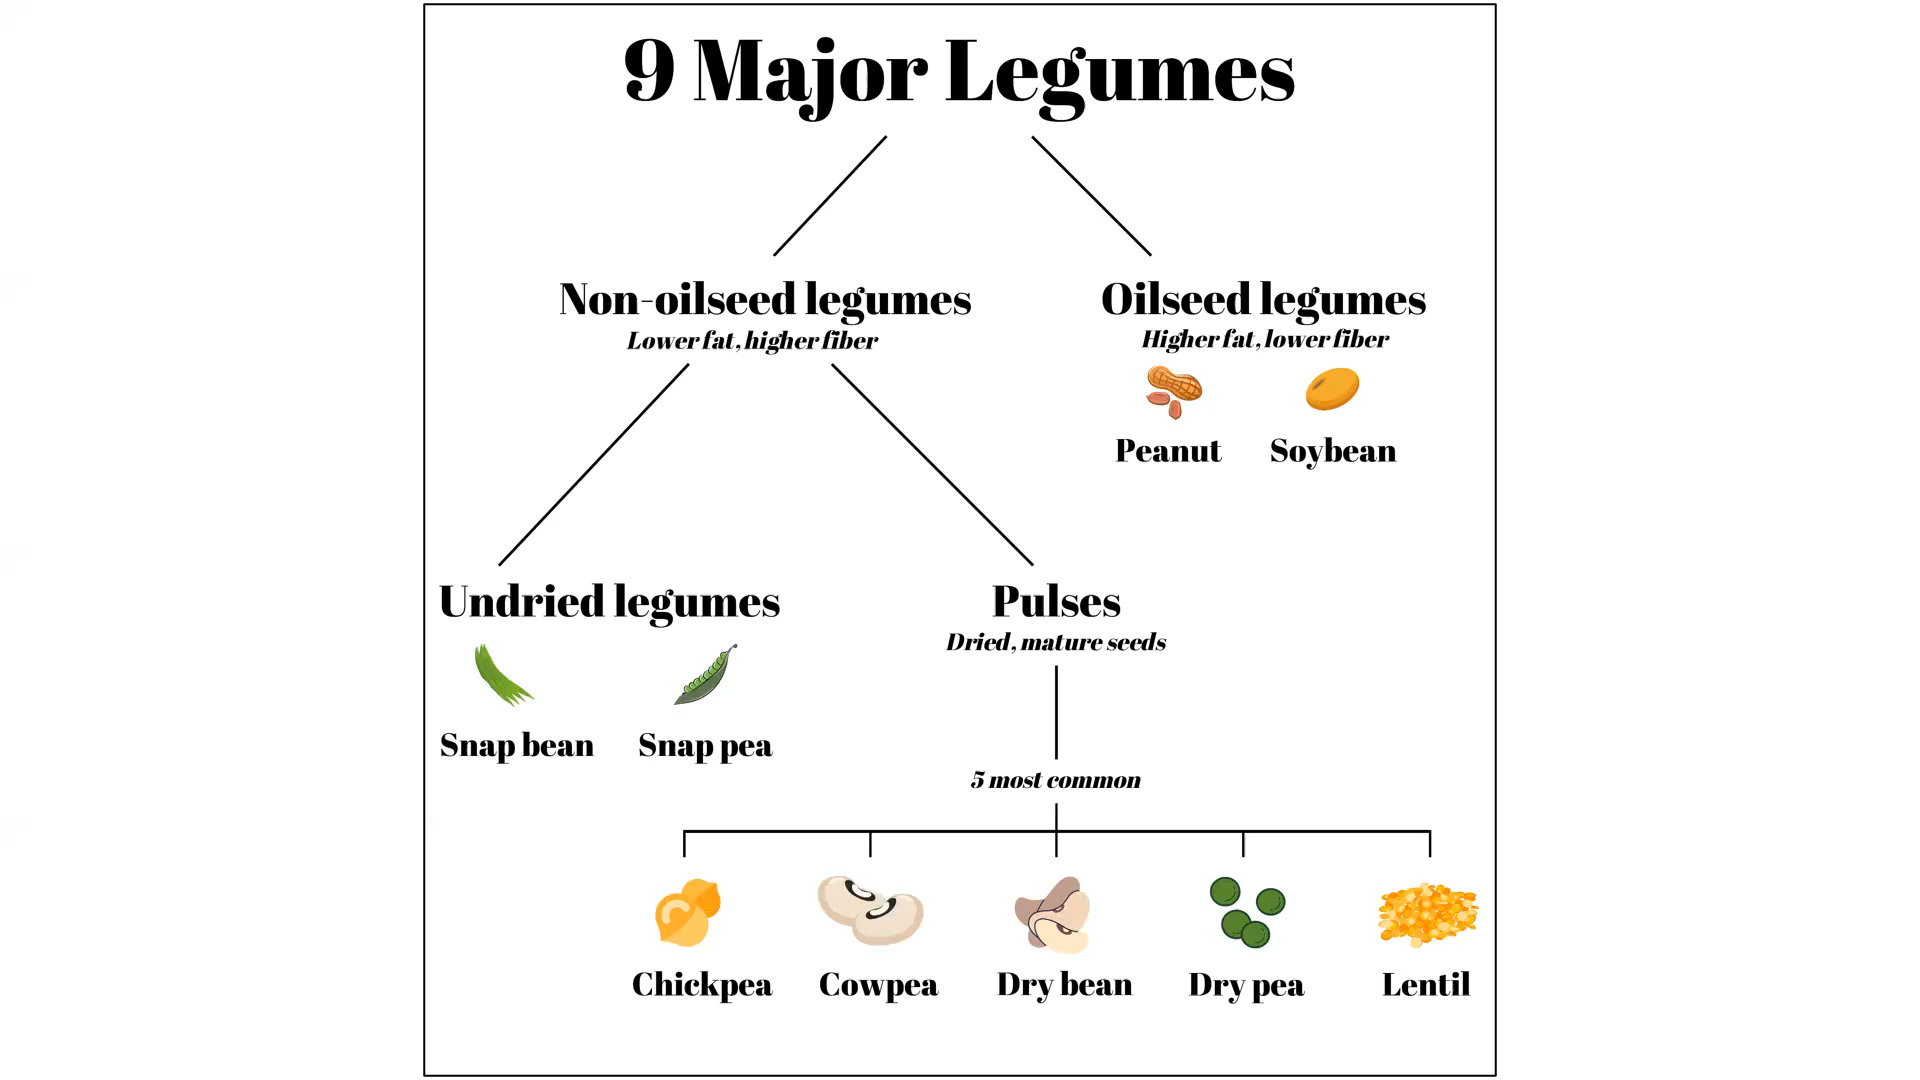 9 Major Legumes
Non-oilseed legumes
Lower fat, higher fiber
Oilseed legumes
Higher fat, lower fiber
Peanut
Soybean
Undried legumes
Snap bean
Snap pea
Pulses
Dried, mature seeds
5 most common
Chickpea
Cowpea
Dry bean
Dry pea
Lentil